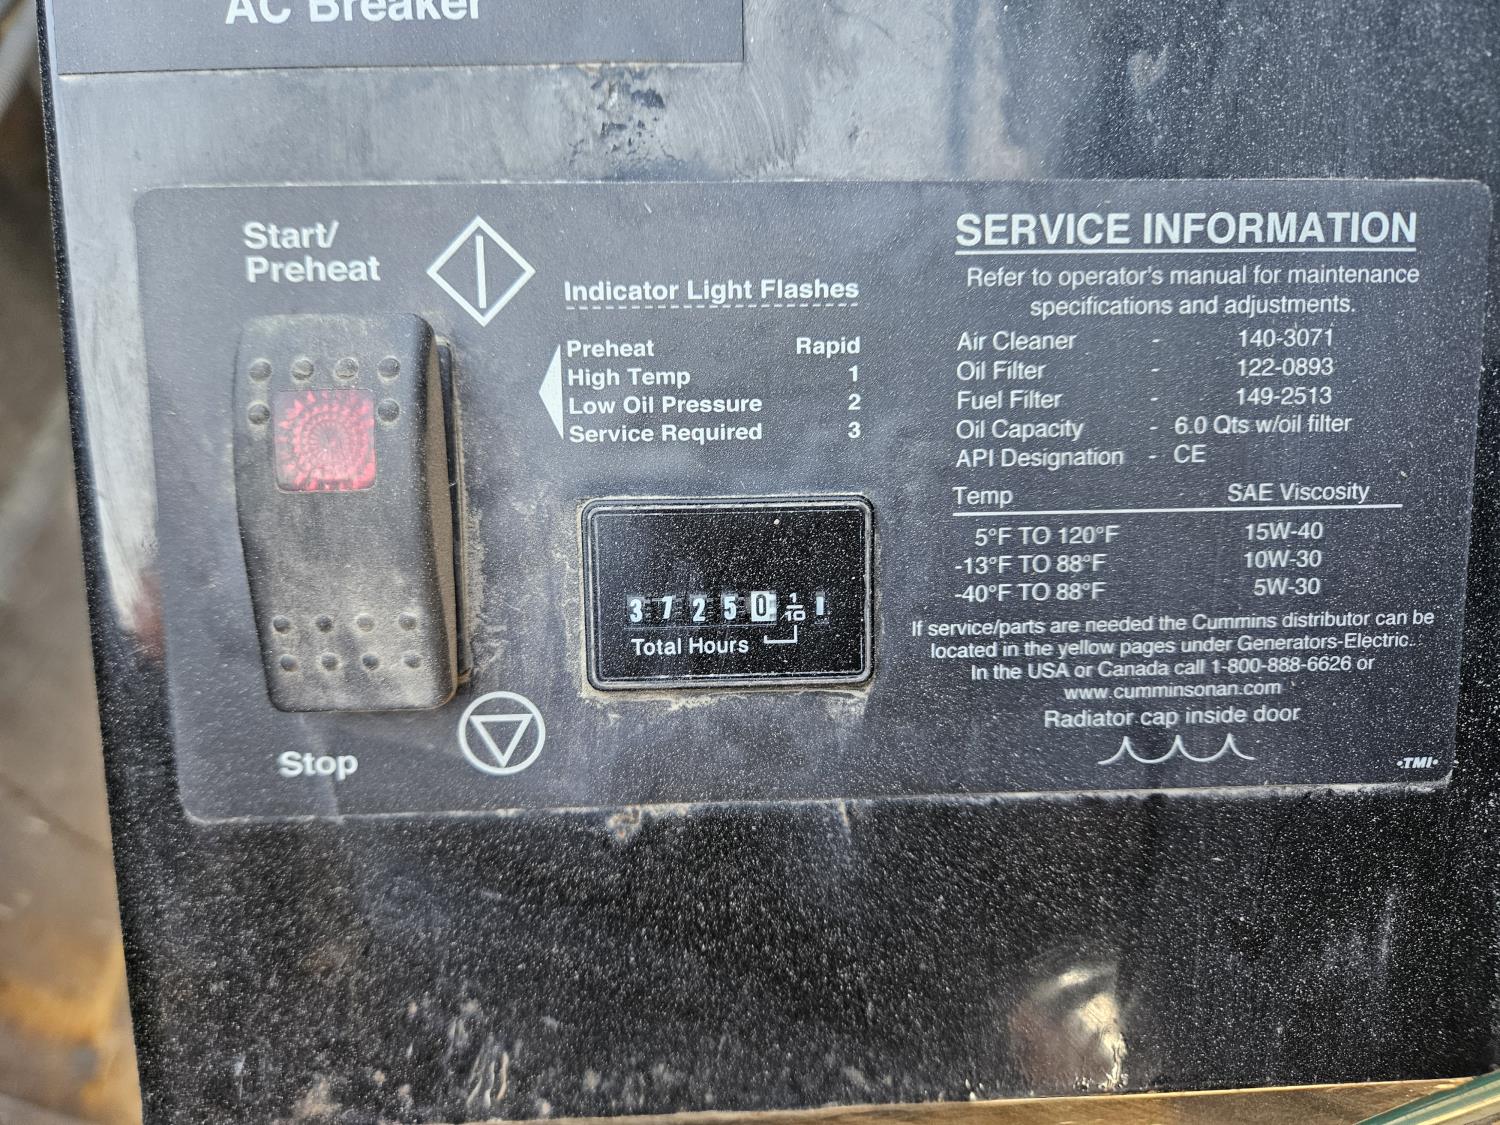 AC Breaker
Start/
Preheat
Indicator Light Flashes
Preheat Rapid
High Temp 1
Low Oil Pressure 2
Service Required 3
3 7 2 5 0 1/10 1
Total Hours
Stop
SERVICE INFORMATION
Refer to operator's manual for maintenance
specifications and adjustments.
Air Cleaner - 140-3071
Oil Filter - 122-0893
Fuel Filter - 149-2513
Oil Capacity - 6.0 Qts w/oil filter
API Designation - CE
Temp SAE Viscosity
5°F TO 120°F 15W-40
-13°F TO 88°F 10W-30
-40°F TO 88°F 5W-30
If service/parts are needed the Cummins distributor can be
located in the yellow pages under Generators-Electric.
In the USA or Canada call 1-800-888-6626 or
www.cumminsonan.com
Radiator cap inside door
•TMI•